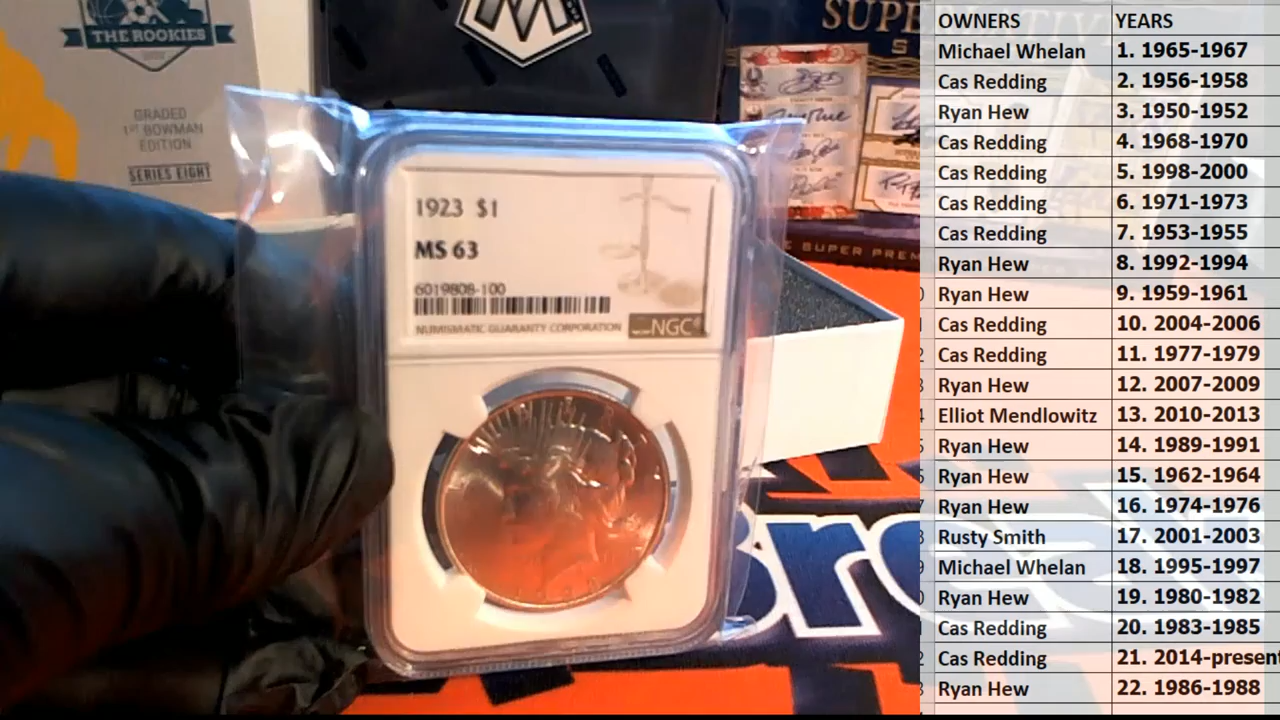 THE ROOKIES
GRADED
1ST BOWMAN
EDITION
SERIES EIGHT
SUPE
E SUPER PREM
1923 $1
MS 63
6019808-100
NUMISMATIC GUARANTY CORPORATION
NGC
Bre
OWNERS YEARS
Michael Whelan 1. 1965-1967
Cas Redding 2. 1956-1958
Ryan Hew 3. 1950-1952
Cas Redding 4. 1968-1970
Cas Redding 5. 1998-2000
Cas Redding 6. 1971-1973
Cas Redding 7. 1953-1955
Ryan Hew 8. 1992-1994
Ryan Hew 9. 1959-1961
Cas Redding 10. 2004-2006
Cas Redding 11. 1977-1979
Ryan Hew 12. 2007-2009
Elliot Mendlowitz 13. 2010-2013
Ryan Hew 14. 1989-1991
Ryan Hew 15. 1962-1964
Ryan Hew 16. 1974-1976
Rusty Smith 17. 2001-2003
Michael Whelan 18. 1995-1997
Ryan Hew 19. 1980-1982
Cas Redding 20. 1983-1985
Cas Redding 21. 2014-present
Ryan Hew 22. 1986-1988